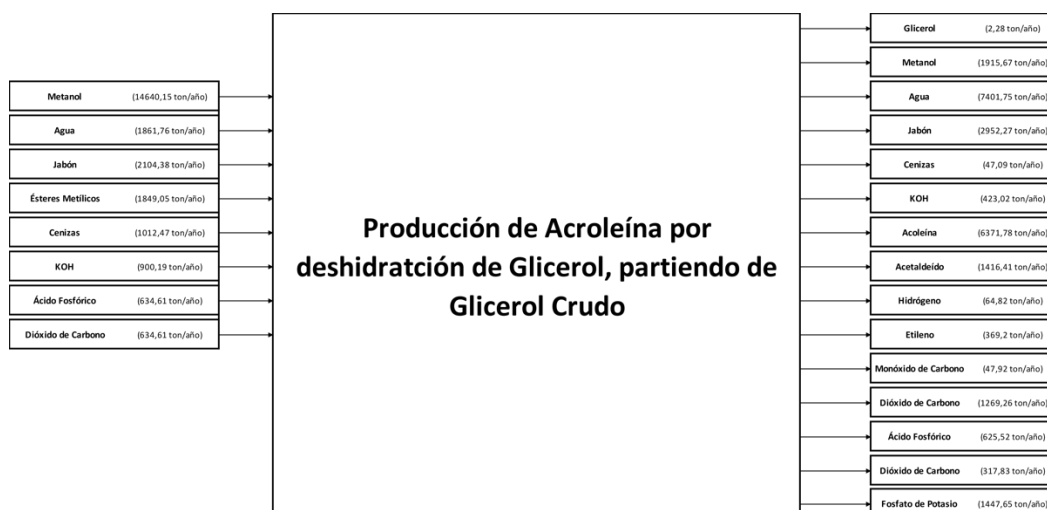 Metanol (14640,15 ton/año)
Agua (1861,76 ton/año)
Jabón (2104,38 ton/año)
Ésteres Metílicos (1849,05 ton/año)
Cenizas (1012,47 ton/año)
KOH (900,19 ton/año)
Ácido Fosfórico (634,61 ton/año)
Dióxido de Carbono (634,61 ton/año)
Producción de Acroleína por
deshidratción de Glicerol, partiendo de
Glicerol Crudo
Glicerol (2,28 ton/año)
Metanol (1915,67 ton/año)
Agua (7401,75 ton/año)
Jabón (2952,27 ton/año)
Cenizas (47,09 ton/año)
KOH (423,02 ton/año)
Acoleína (6371,78 ton/año)
Acetaldeído (1416,41 ton/año)
Hidrógeno (64,82 ton/año)
Etileno (369,2 ton/año)
Monóxido de Carbono (47,92 ton/año)
Dióxido de Carbono (1269,26 ton/año)
Ácido Fosfórico (625,52 ton/año)
Dióxido de Carbono (317,83 ton/año)
Fosfato de Potasio (1447,65 ton/año)